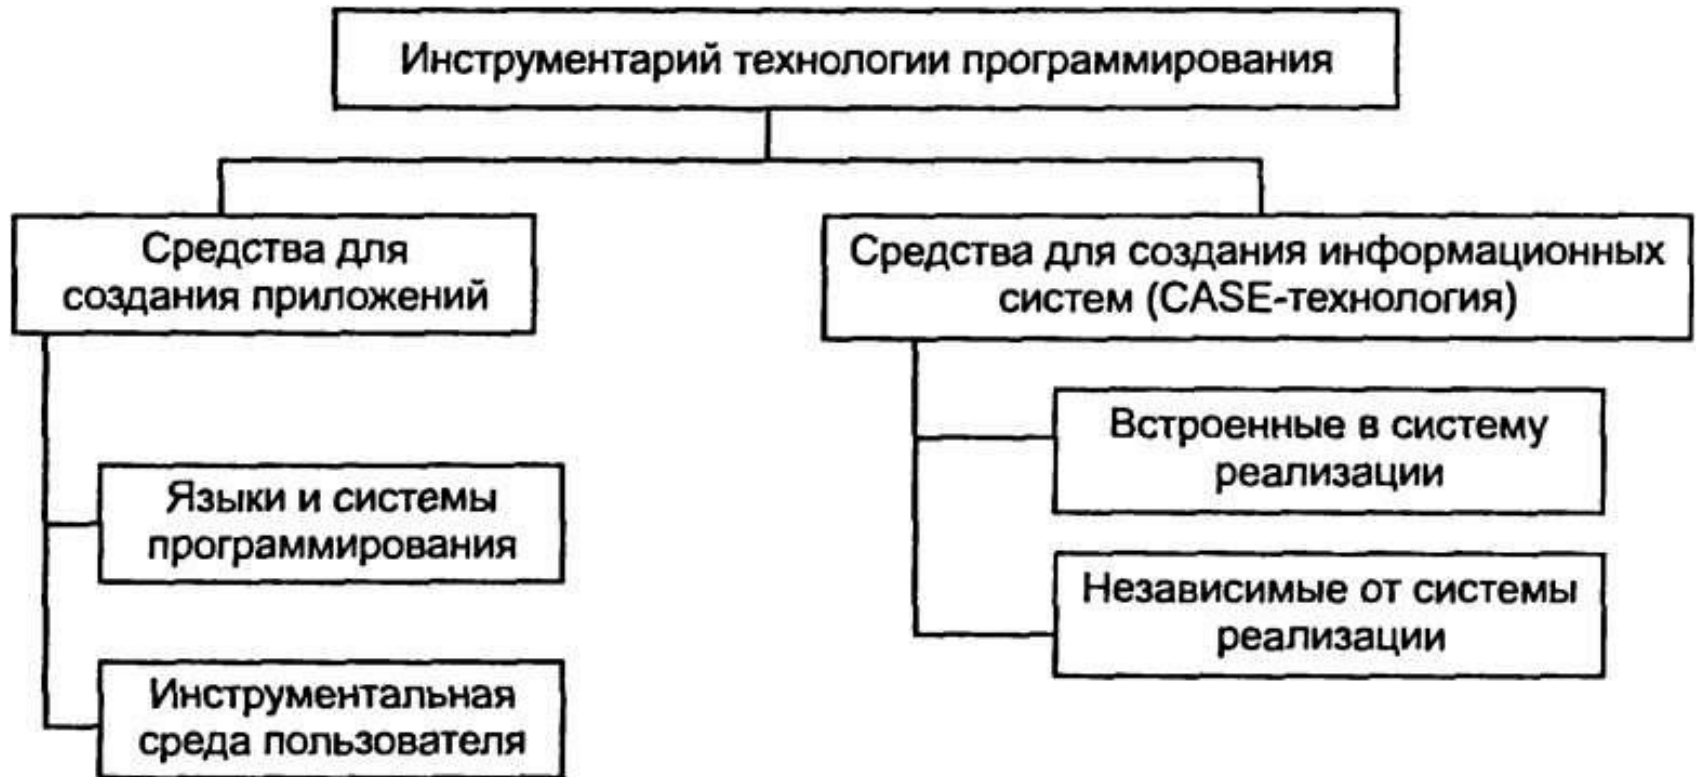 Инструментарий технологии программирования
Средства для
создания приложений
Средства для создания информационных
систем (CASE-технология)
Встроенные в систему
реализации
Языки и системы
программирования
Независимые от системы
реализации
Инструментальная
среда пользователя